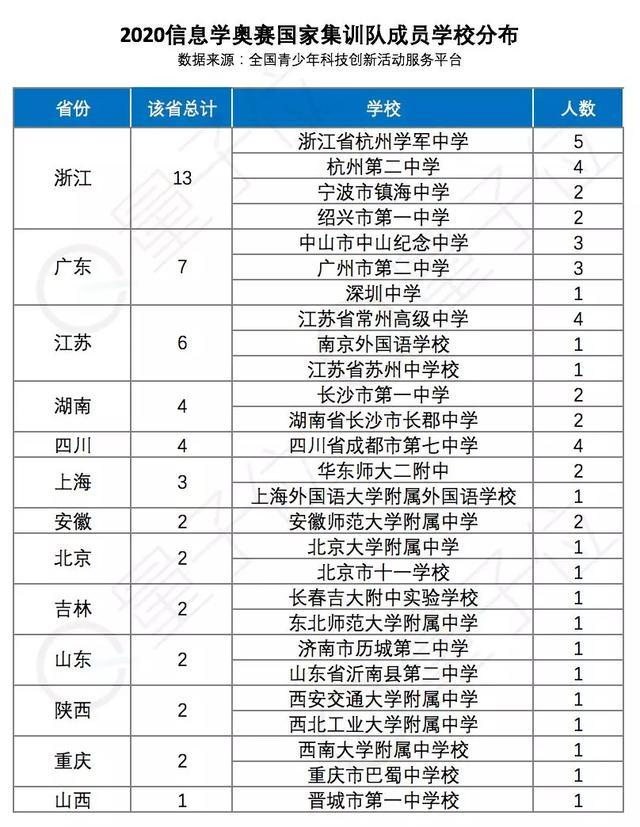 2020信息学奥赛国家集训队成员学校分布
数据来源：全国青少年科技创新活动服务平台
省份 该省总计 学校 人数
浙江 13 浙江省杭州学军中学 5
杭州第二中学 4
宁波市镇海中学 2
绍兴市第一中学 2
广东 7 中山市中山纪念中学 3
广州市第二中学 3
深圳中学 1
江苏 6 江苏省常州高级中学 4
南京外国语学校 1
江苏省苏州中学校 1
湖南 4 长沙市第一中学 2
湖南省长沙市长郡中学 2
四川 4 四川省成都市第七中学 4
上海 3 华东师大二附中 2
上海外国语大学附属外国语学校 1
安徽 2 安徽师范大学附属中学 2
北京 2 北京大学附属中学 1
北京市十一学校 1
吉林 2 长春吉大附中实验学校 1
东北师范大学附属中学 1
山东 2 济南市历城第二中学 1
山东省沂南县第二中学 1
陕西 2 西安交通大学附属中学 1
西北工业大学附属中学 1
重庆 2 西南大学附属中学校 1
重庆市巴蜀中学校 1
山西 1 晋城市第一中学校 1
量子位
量子位
量子位
量子位